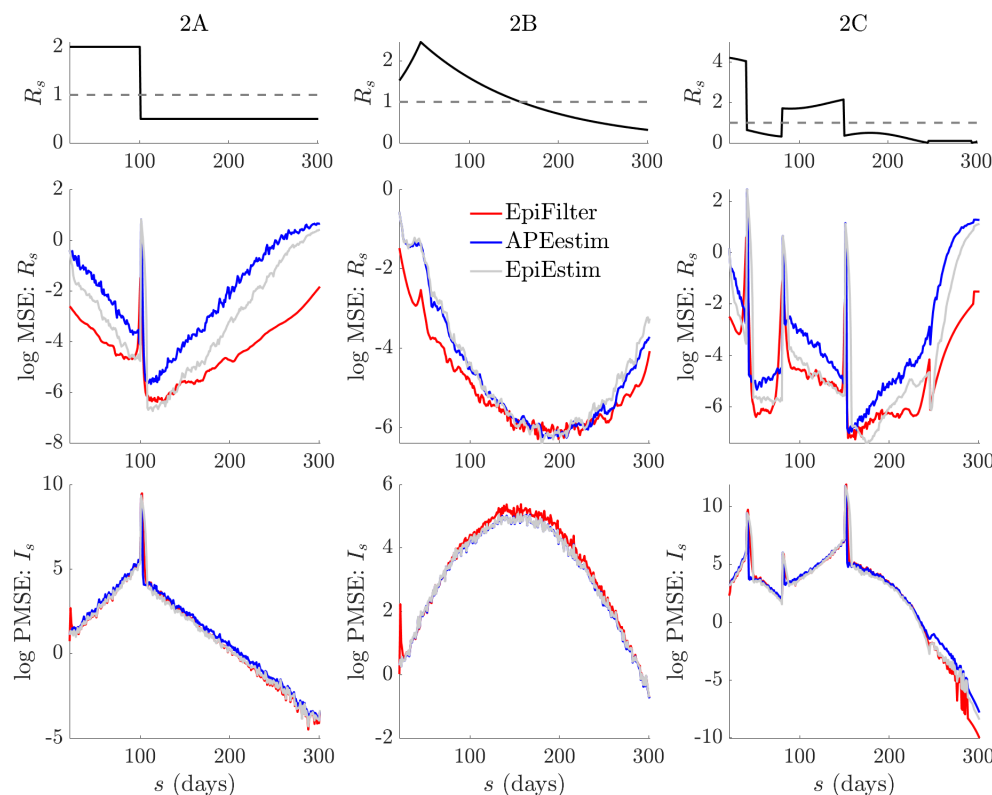 2A 2B 2C
R_s R_s R_s
2 1 0
2 1 0
4 2 0
100 200 300
100 200 300
100 200 300
log MSE: R_s
0 -2 -4 -6 -8
100 200 300
log MSE: R_s
0 -2 -4 -6
100 200 300
EpiFilter
APEestim
EpiEstim
log MSE: R_s
2 0 -2 -4 -6
100 200 300
log PMSE: I_s
10 5 0 -5
100 200 300
s (days)
log PMSE: I_s
6 4 2 0 -2
100 200 300
s (days)
log PMSE: I_s
10 5 0 -5 -10
100 200 300
s (days)